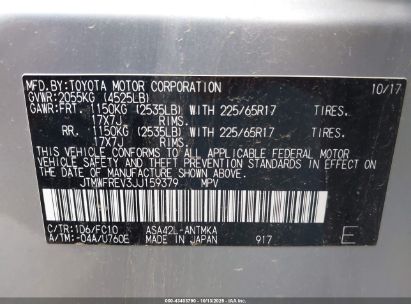 MFD.BY:TOYOTA MOTOR CORPORATION 10/17
GVWR:2055KG (4525LB)
GAWR:FRT. 1150KG (2535LB) WITH 225/65R17 TIRES.
17X7J RIMS.
RR. 1150KG (2535LB) WITH 225/65R17 TIRES.
17X7J RIMS.
THIS VEHICLE CONFORMS TO ALL APPLICABLE FEDERAL MOTOR
VEHICLE SAFETY AND BUMPER STANDARDS IN EFFECT ON THE
DATE OF MANUFACTURE SHOWN ABOVE.
JTMWFREV3JJ159379 MPV
C/TR:1D6/FC10 ASA42L-ANTMKA
A/TM:-04A/U760E MADE IN JAPAN 917 E